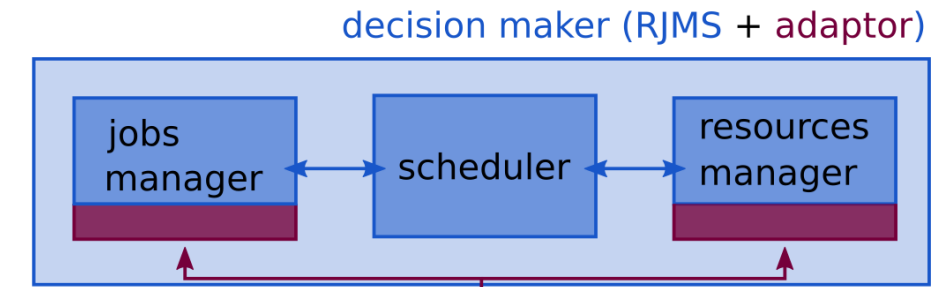 decision maker (RJMS + adaptor)
jobs
manager
scheduler
resources
manager